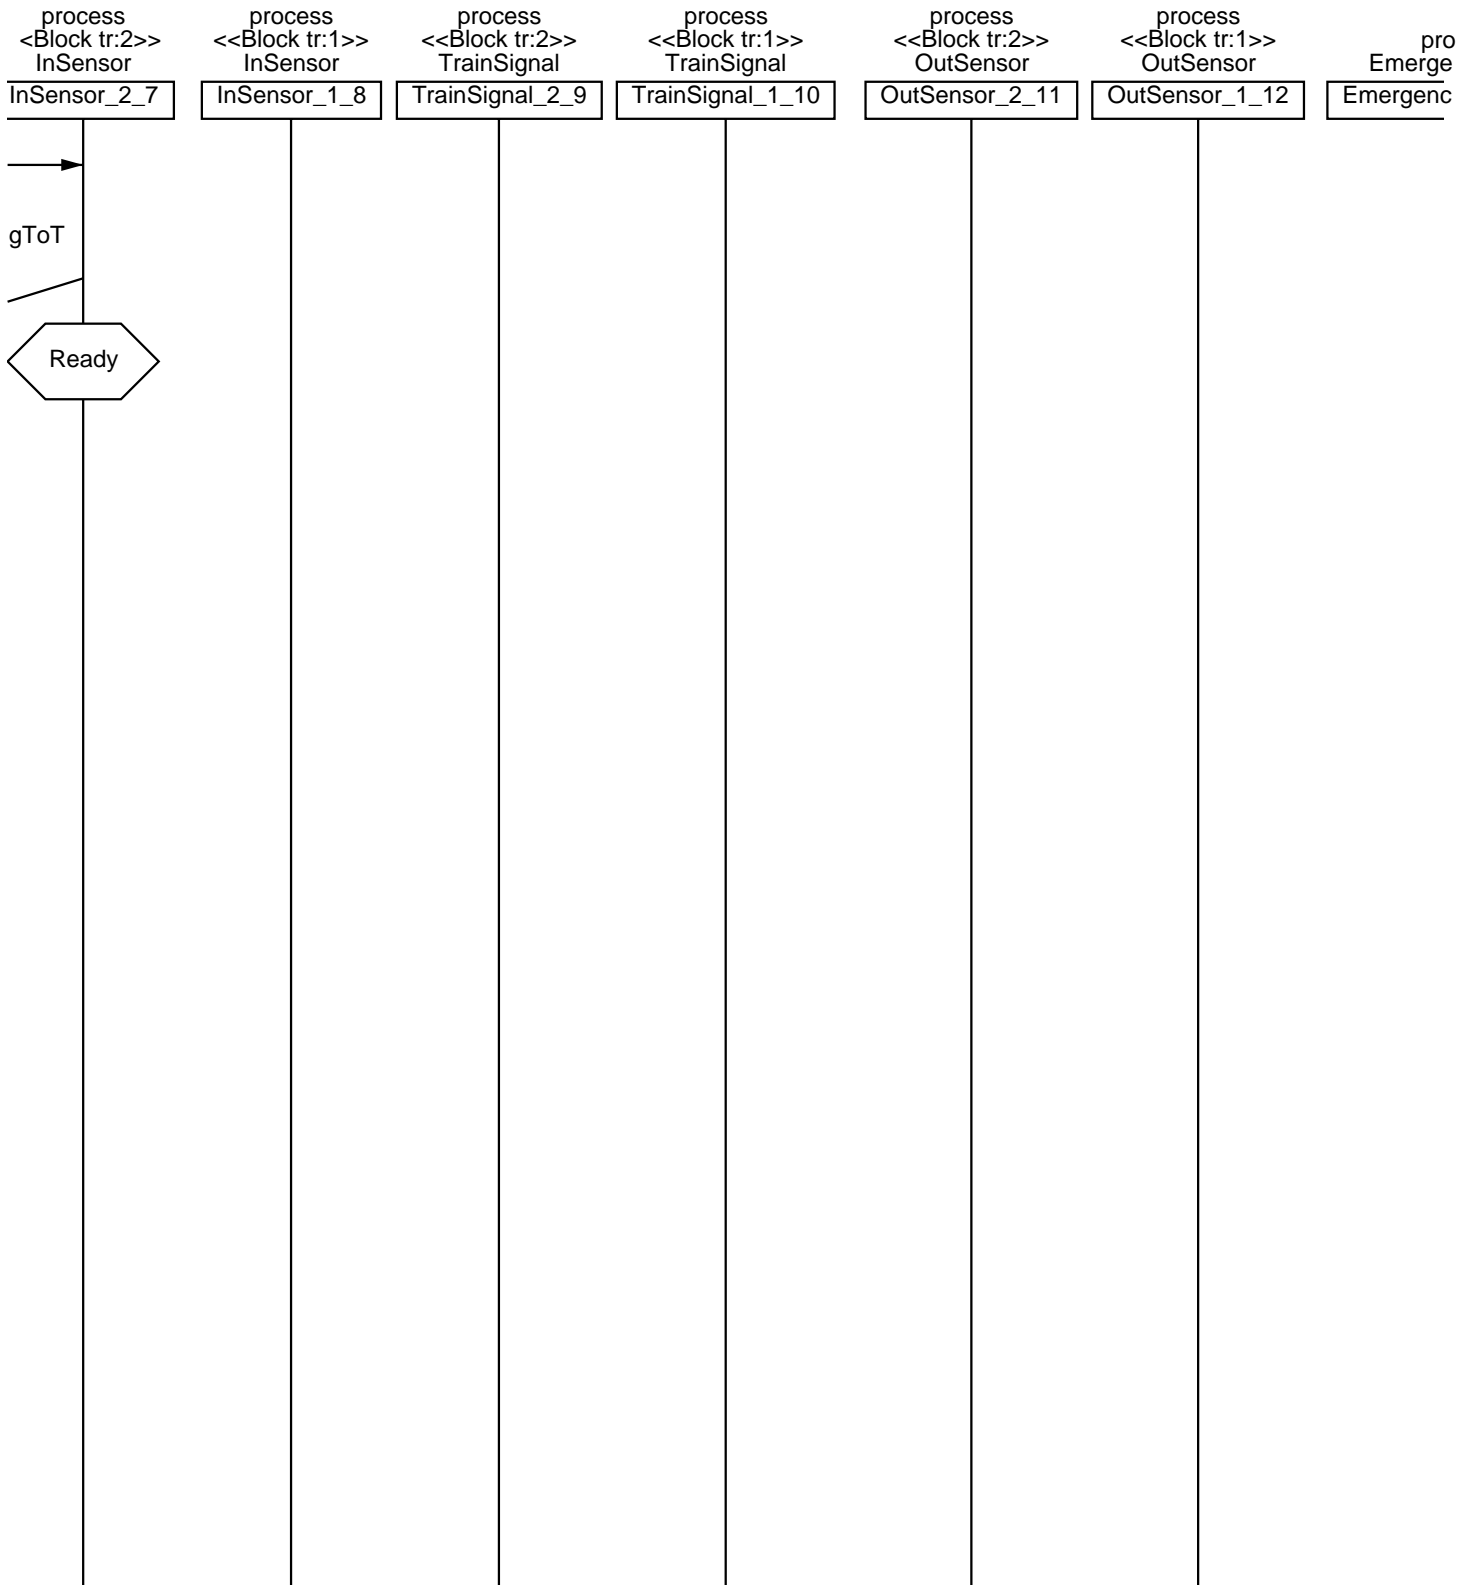 process
<Block tr:2>>
InSensor
InSensor_2_7
process
<<Block tr:1>>
InSensor
InSensor_1_8
process
<<Block tr:2>>
TrainSignal
TrainSignal_2_9
process
<<Block tr:1>>
TrainSignal
TrainSignal_1_10
process
<<Block tr:2>>
OutSensor
OutSensor_2_11
process
<<Block tr:1>>
OutSensor
OutSensor_1_12
pro
Emerge
Emergenc
gToT
Ready